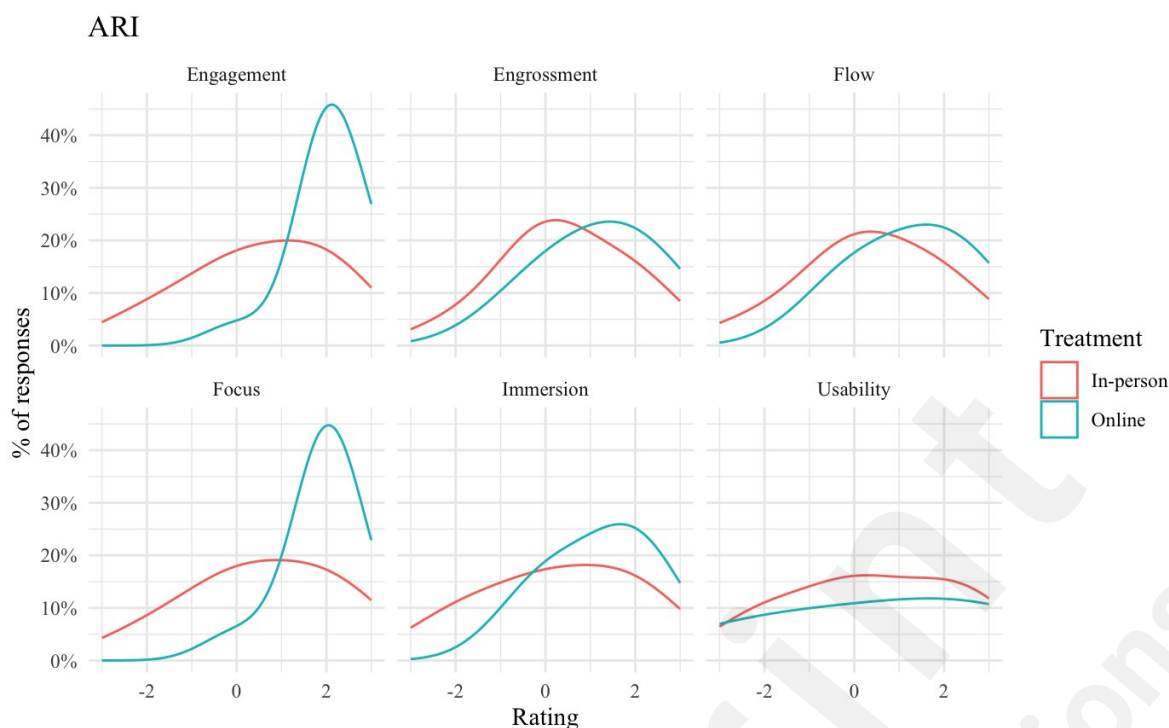 ARI
Engagement Engrossment Flow
40%
30%
20%
10%
0%
Focus Immersion Usability
40%
30%
20%
10%
0%
-2 0 2 -2 0 2 -2 0 2
Rating
% of responses
Treatment
In-person
Online